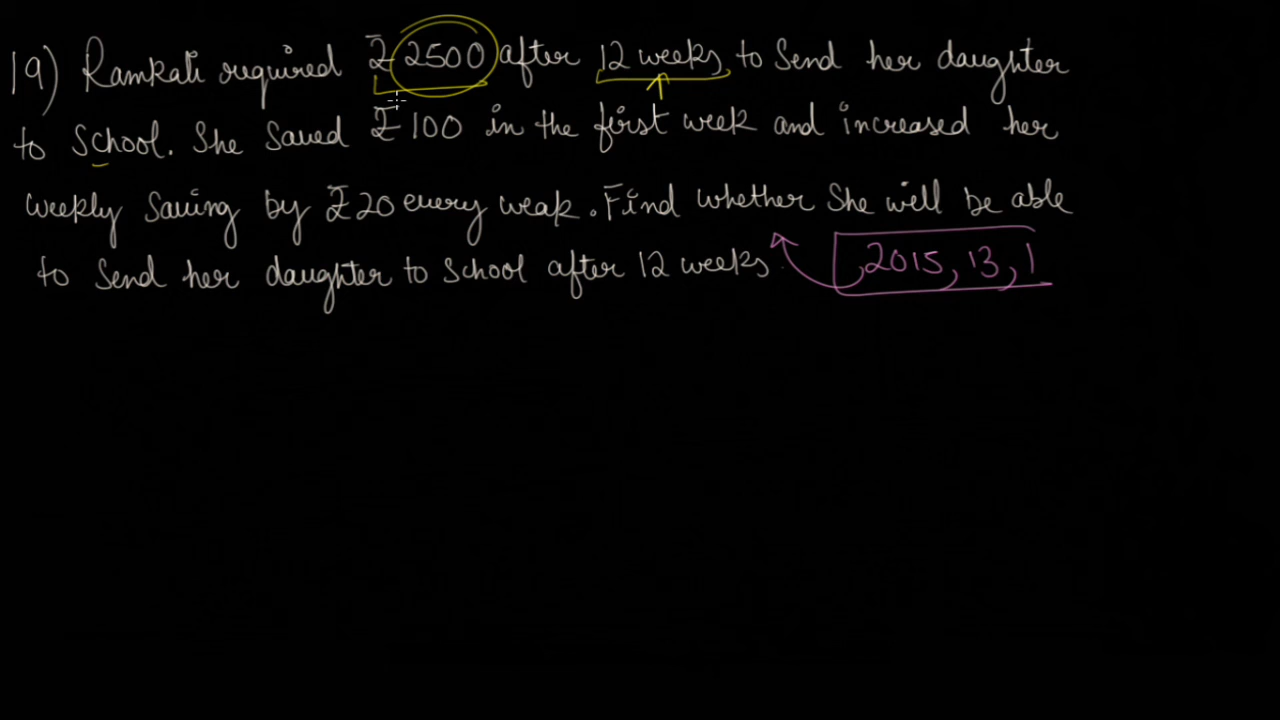 19) Ramkali required ₹ 2500 after 12 weeks to Send her daughter
to School. She Saved ₹ 100 in the first week and increased her
weekly Saving by ₹ 20 every weak. Find whether She will be able
to Send her daughter to School after 12 weeks. 2015, 13, 1